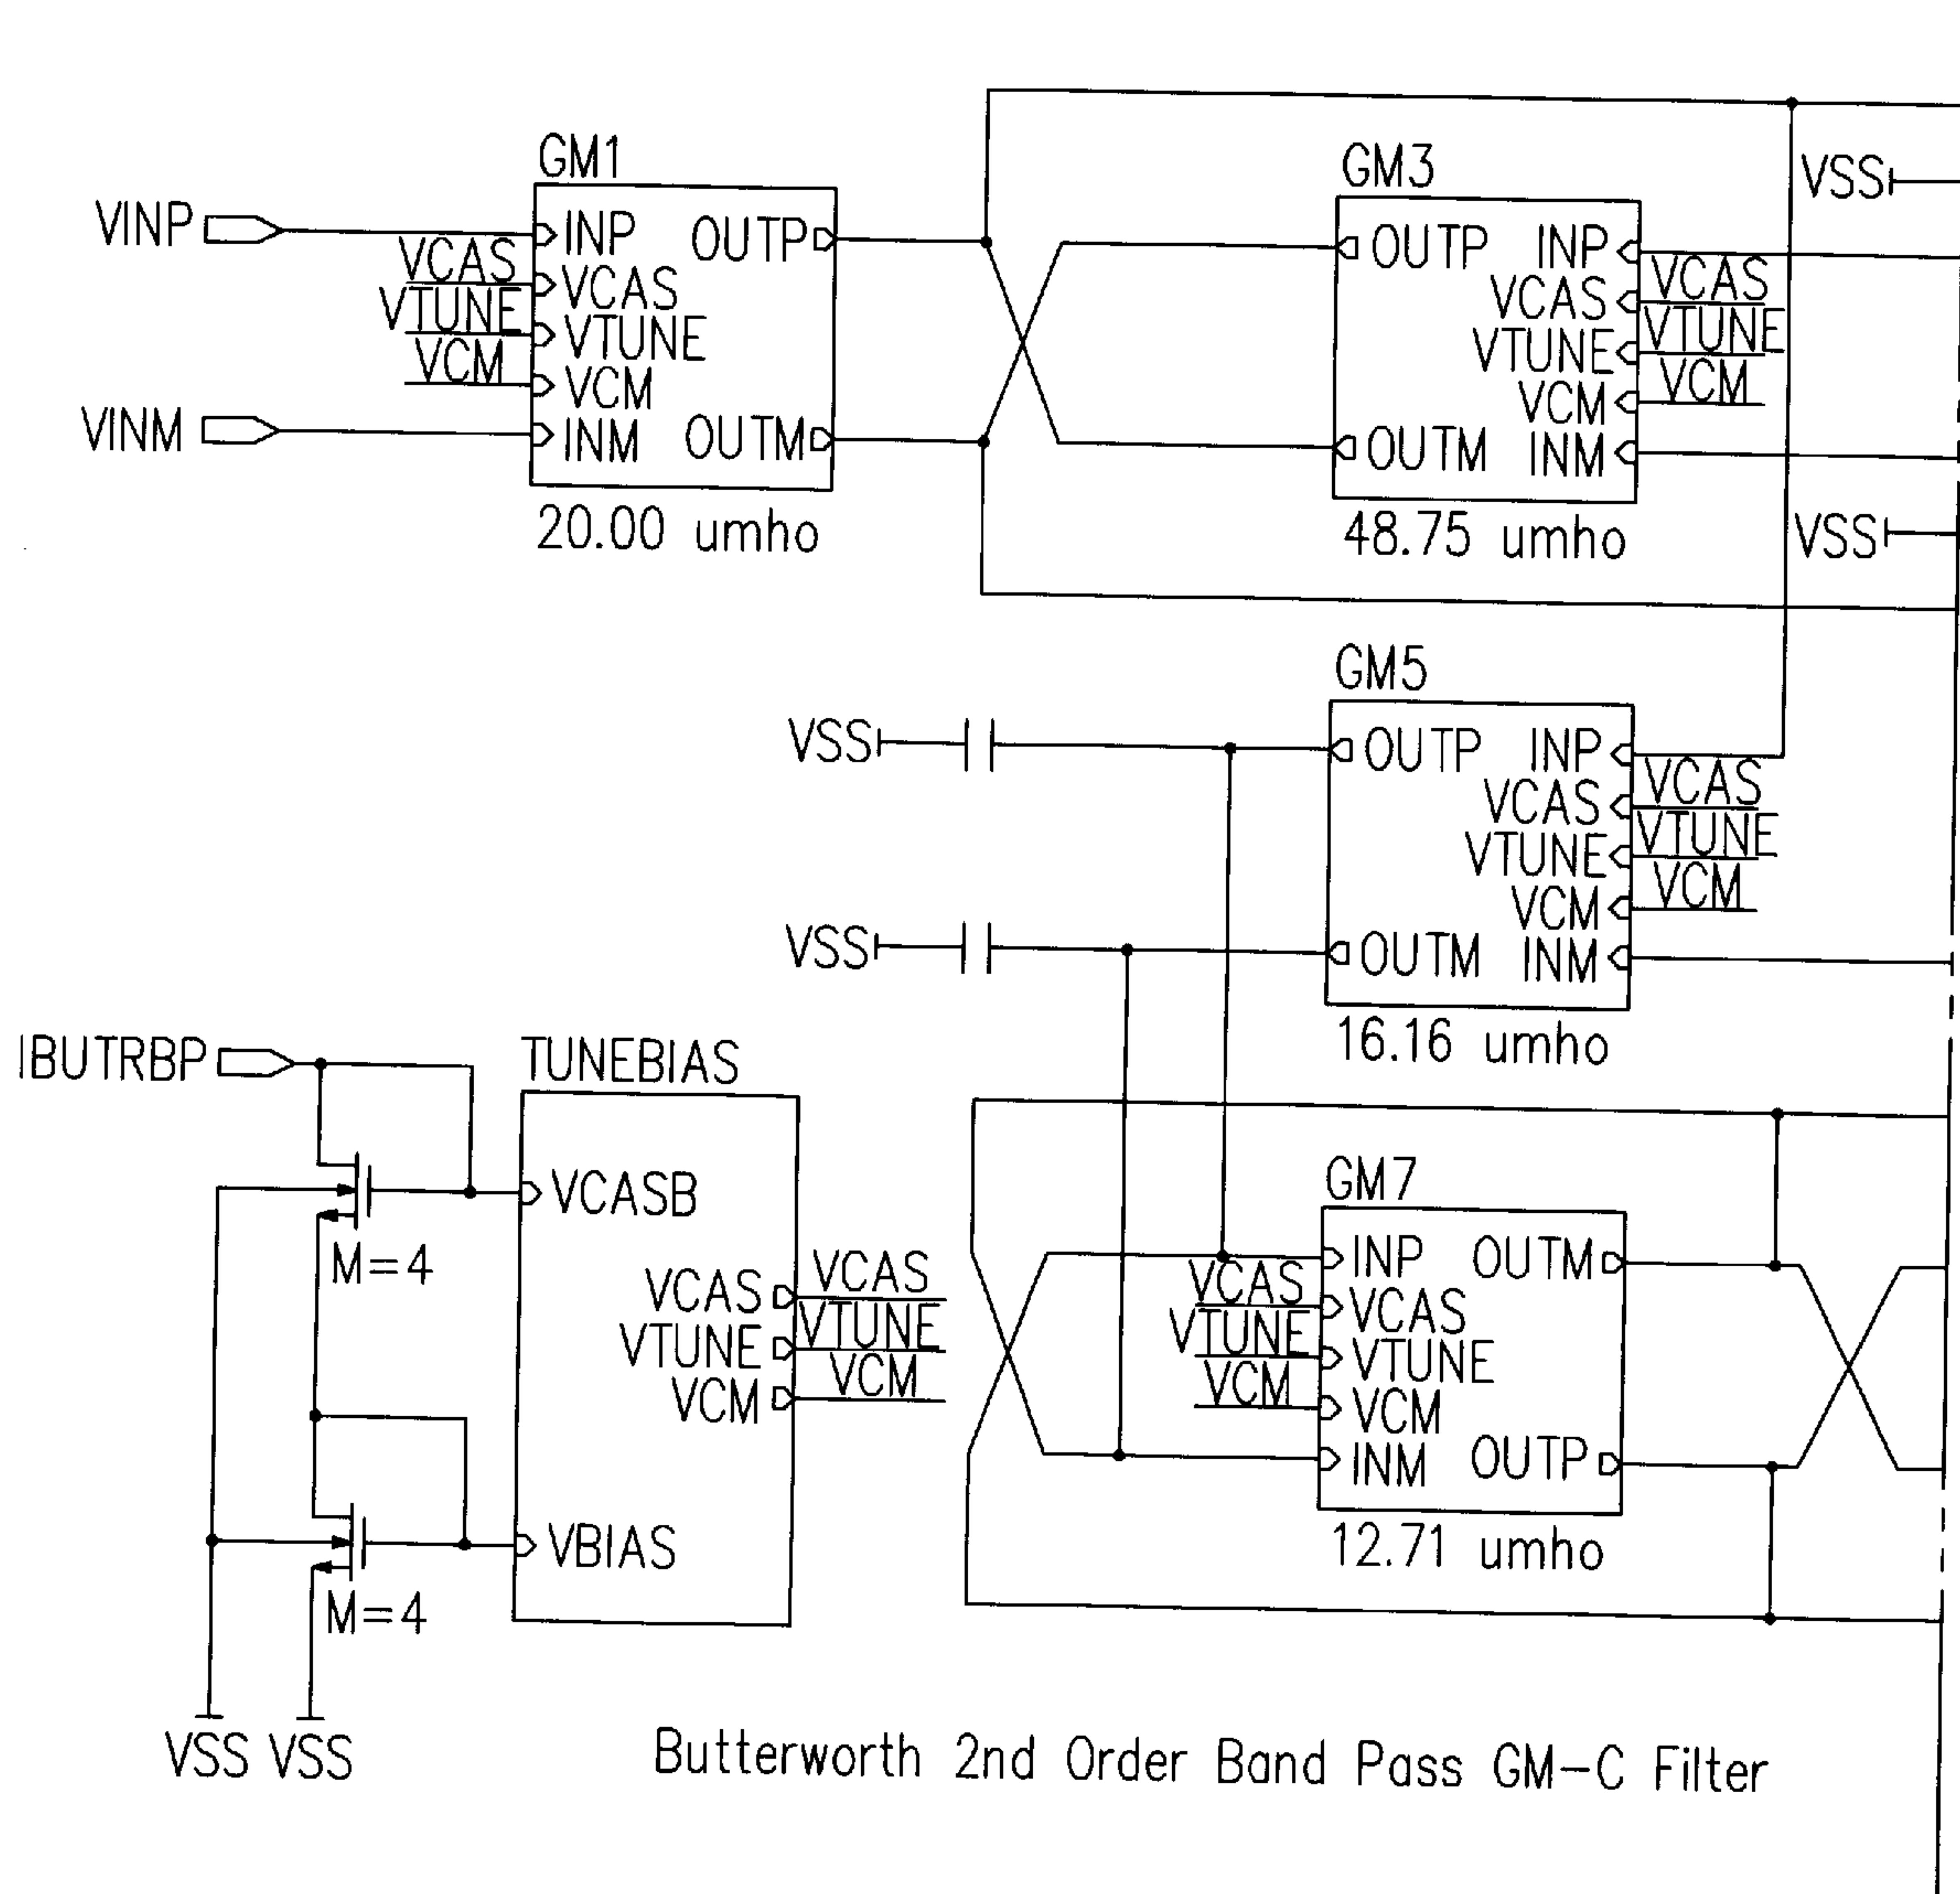 GM1
VINP
INP OUTP
VCAS
VCAS
VTUNE
VTUNE
VCM
VCM
VINM
INM OUTM
20.00 umho
GM3
VSS
OUTP INP
VCAS
VCAS
VTUNE
VTUNE
VCM
VCM
OUTM INM
48.75 umho
VSS
GM5
VSS
OUTP INP
VCAS
VCAS
VTUNE
VTUNE
VCM
VCM
VSS
OUTM INM
16.16 umho
IBUTRBP
TUNEBIAS
VCASB
M=4
VCAS VCAS
VTUNE VTUNE
VCM VCM
VBIAS
M=4
VSS VSS
GM7
INP OUTM
VCAS
VCAS
VTUNE
VTUNE
VCM
VCM
INM OUTP
12.71 umho
Butterworth 2nd Order Band Pass GM-C Filter